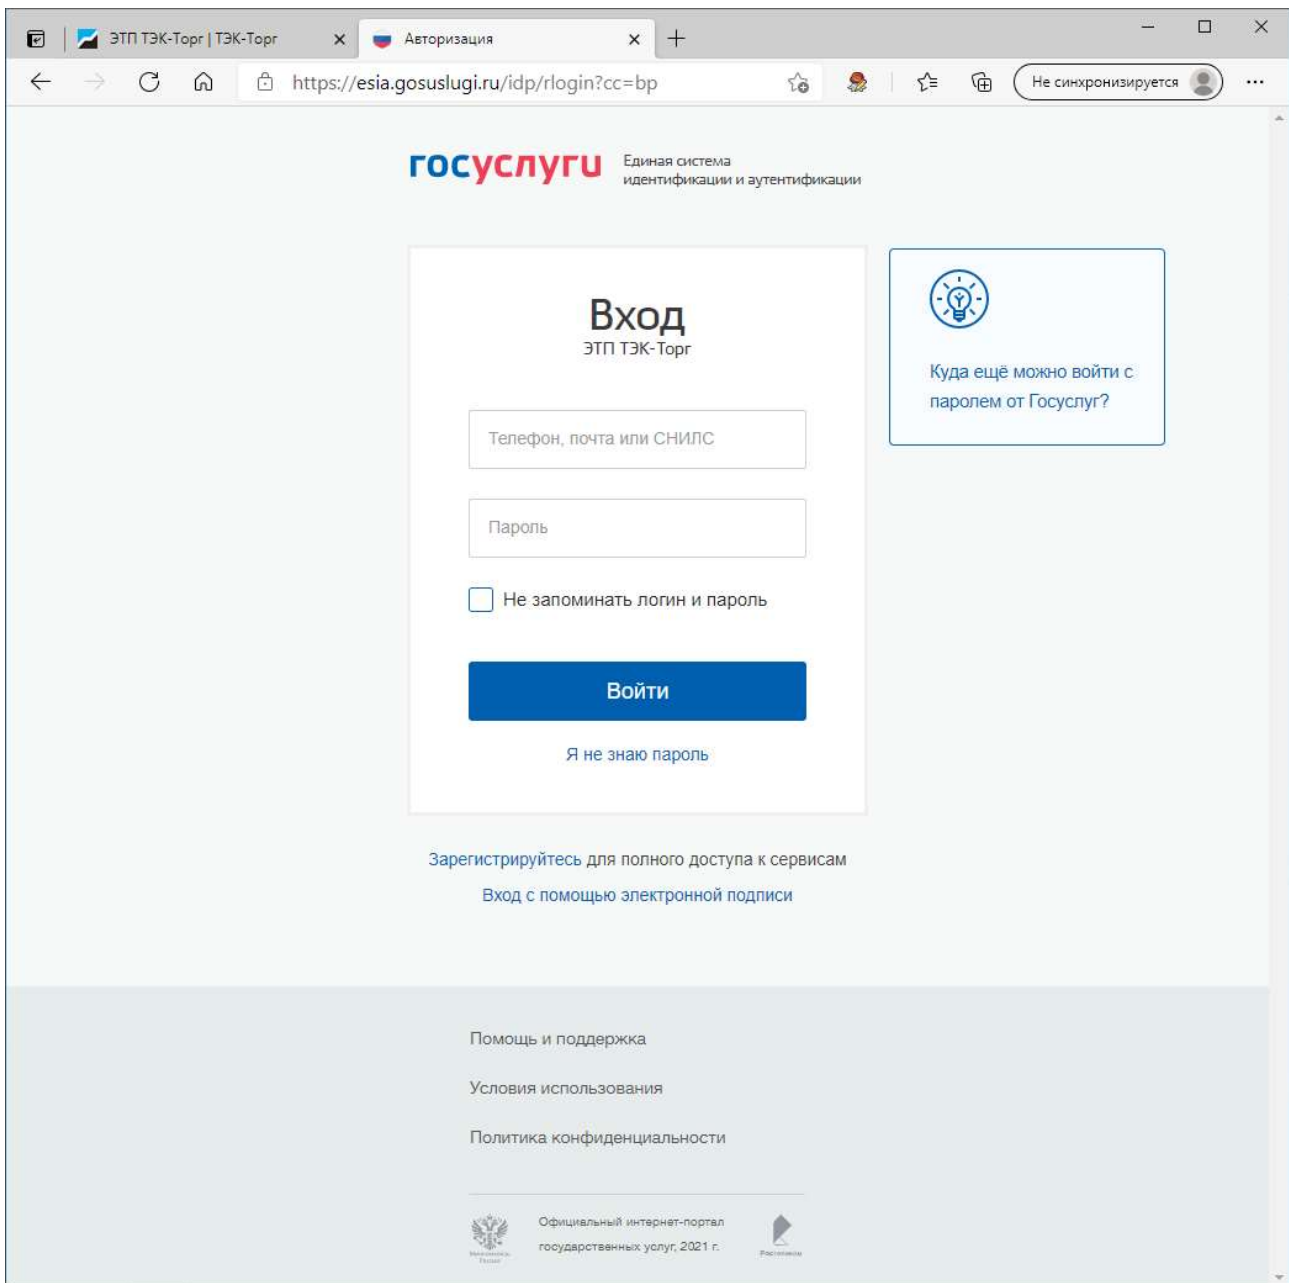 ЭТП ТЭК-Торг | ТЭК-Торг
Авторизация
https://esia.gosuslugi.ru/idp/rlogin?cc=bp
Не синхронизируется
госуслуги
Единая система
идентификации и аутентификации
Вход
ЭТП ТЭК-Торг
Телефон, почта или СНИЛС
Пароль
Не запоминать логин и пароль
Войти
Я не знаю пароль
Куда ещё можно войти с
паролем от Госуслуг?
Зарегистрируйтесь для полного доступа к сервисам
Вход с помощью электронной подписи
Помощь и поддержка
Условия использования
Политика конфиденциальности
Официальный интернет-портал
государственных услуг, 2021 г.
Ростелеком